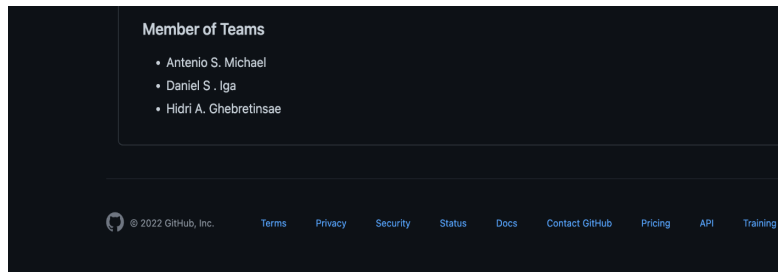 Member of Teams
• Antenio S. Michael
• Daniel S . Iga
• Hidri A. Ghebretinsae
© 2022 GitHub, Inc. Terms Privacy Security Status Docs Contact GitHub Pricing API Training